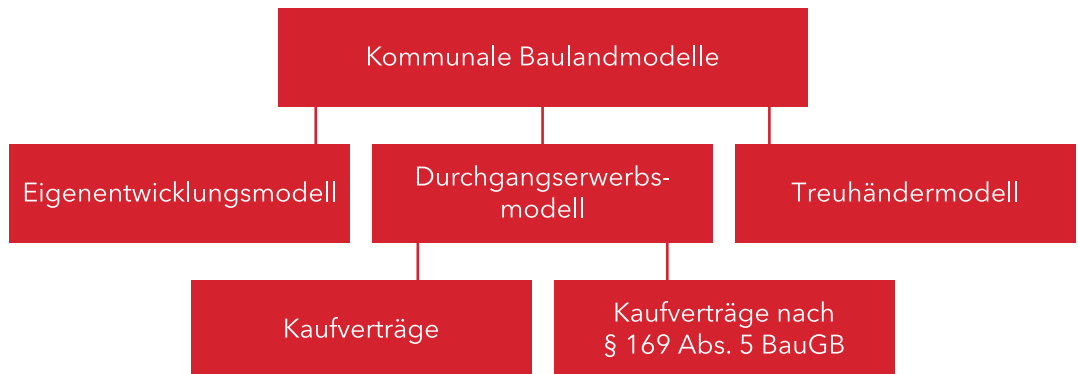 Kommunale Baulandmodelle
Eigenentwicklungsmodell
Durchgangserwerbs-
modell
Treuhändermodell
Kaufverträge
Kaufverträge nach
§ 169 Abs. 5 BauGB